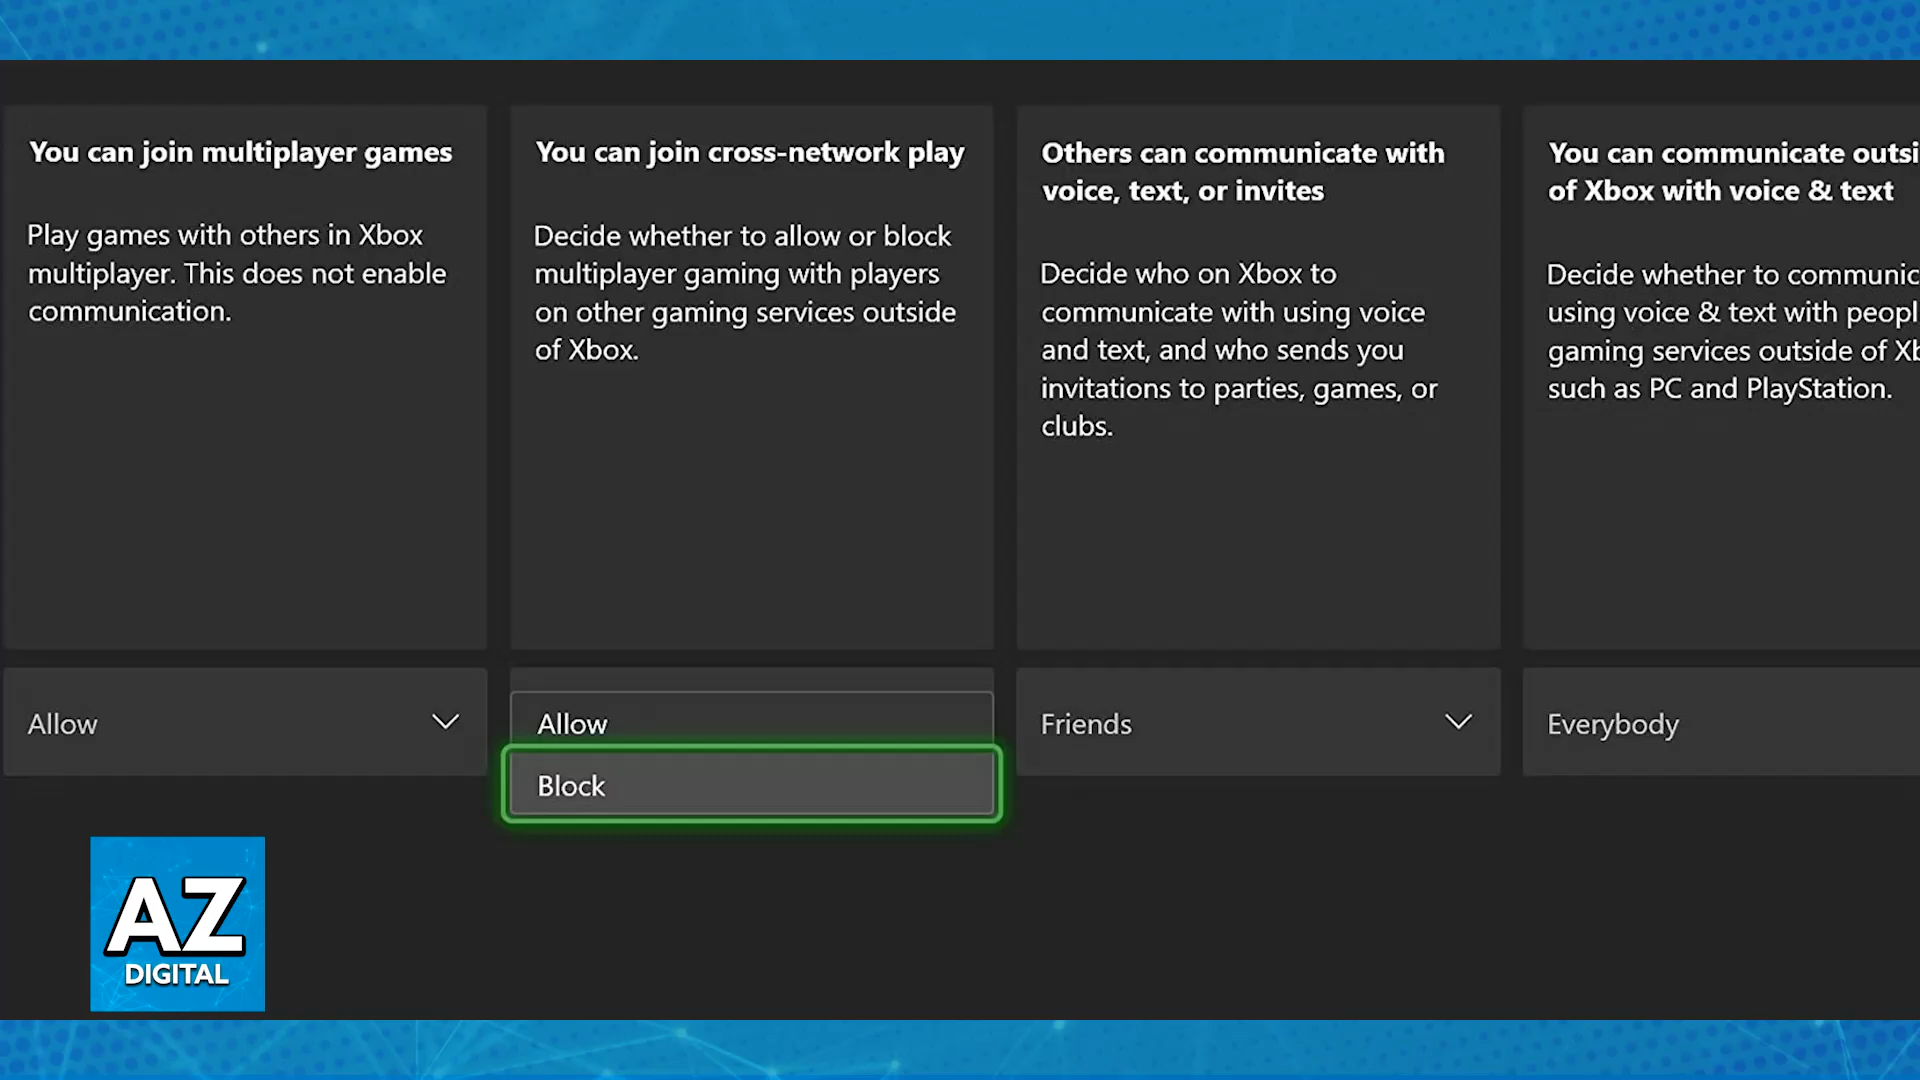 You can join multiplayer games
Play games with others in Xbox
multiplayer. This does not enable
communication.
Allow
You can join cross-network play
Decide whether to allow or block
multiplayer gaming with players
on other gaming services outside
of Xbox.
Allow
Block
Others can communicate with
voice, text, or invites
Decide who on Xbox to
communicate with using voice
and text, and who sends you
invitations to parties, games, or
clubs.
Friends
You can communicate outsi
of Xbox with voice & text
Decide whether to communic
using voice & text with peopl
gaming services outside of Xb
such as PC and PlayStation.
Everybody
AZ
DIGITAL